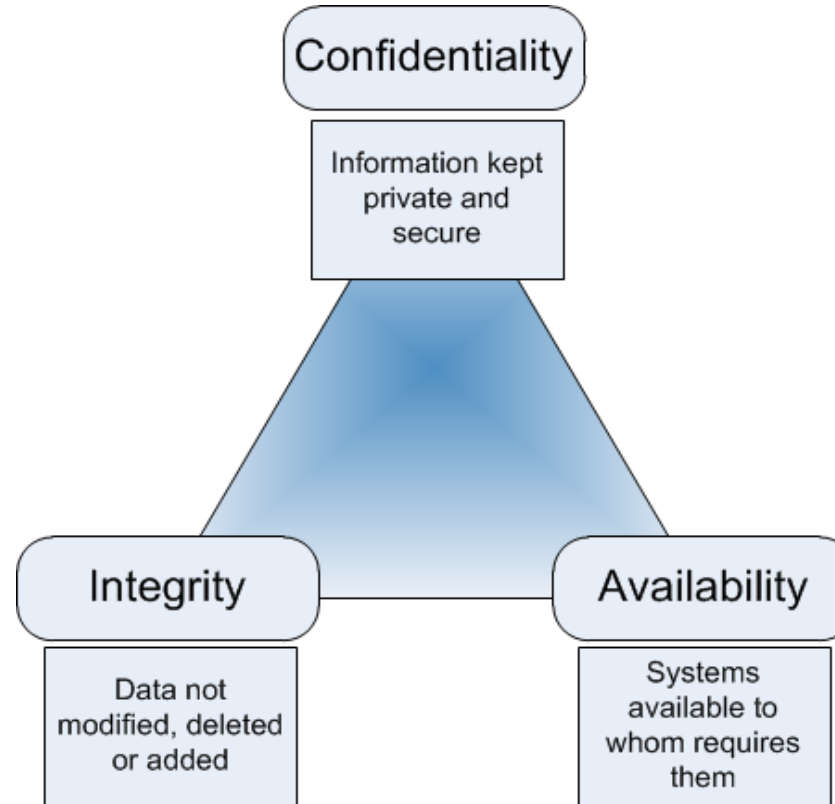 Confidentiality
Information kept
private and
secure
Integrity
Data not
modified, deleted
or added
Availability
Systems
available to
whom requires
them